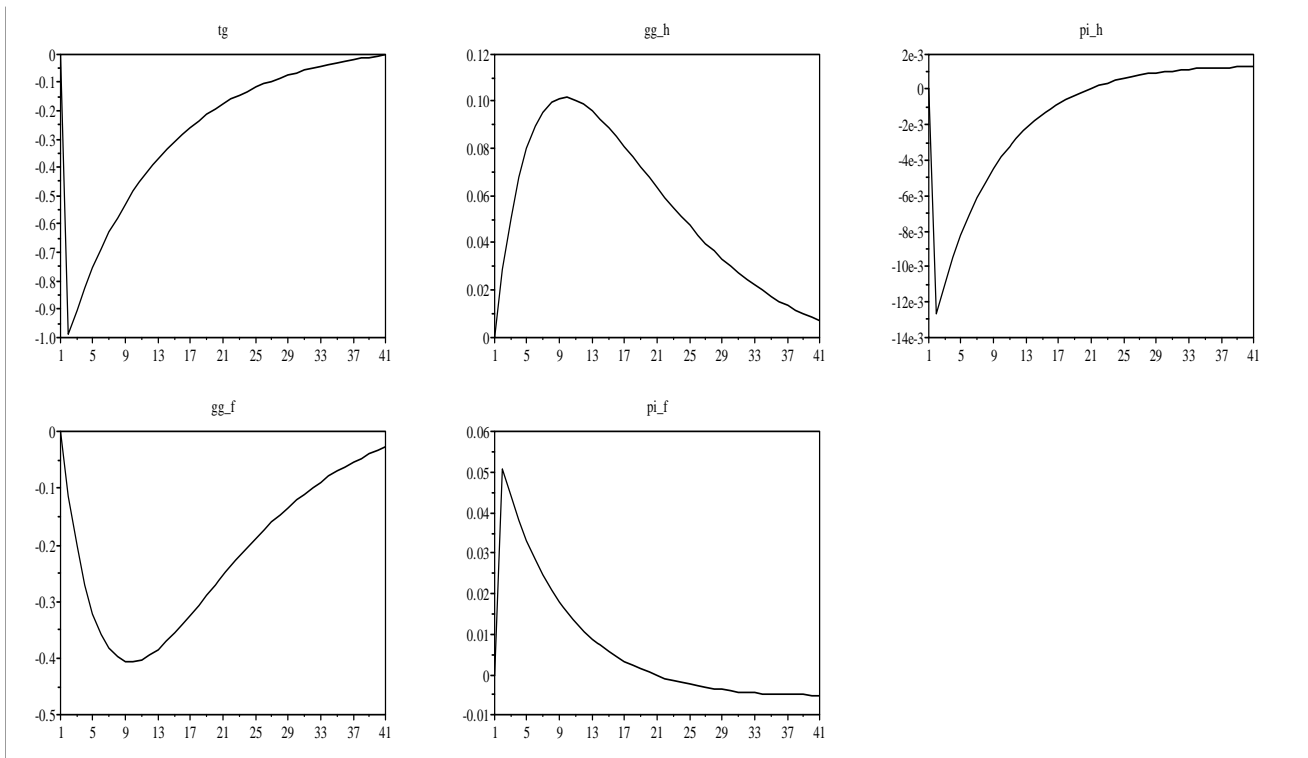 tg
0
-0.1
-0.2
-0.3
-0.4
-0.5
-0.6
-0.7
-0.8
-0.9
-1.0
1 5 9 13 17 21 25 29 33 37 41
gg_h
0.12
0.10
0.08
0.06
0.04
0.02
0
1 5 9 13 17 21 25 29 33 37 41
pi_h
2e-3
0
-2e-3
-4e-3
-6e-3
-8e-3
-10e-3
-12e-3
-14e-3
1 5 9 13 17 21 25 29 33 37 41
gg_f
0
-0.1
-0.2
-0.3
-0.4
-0.5
1 5 9 13 17 21 25 29 33 37 41
pi_f
0.06
0.05
0.04
0.03
0.02
0.01
0
-0.01
1 5 9 13 17 21 25 29 33 37 41